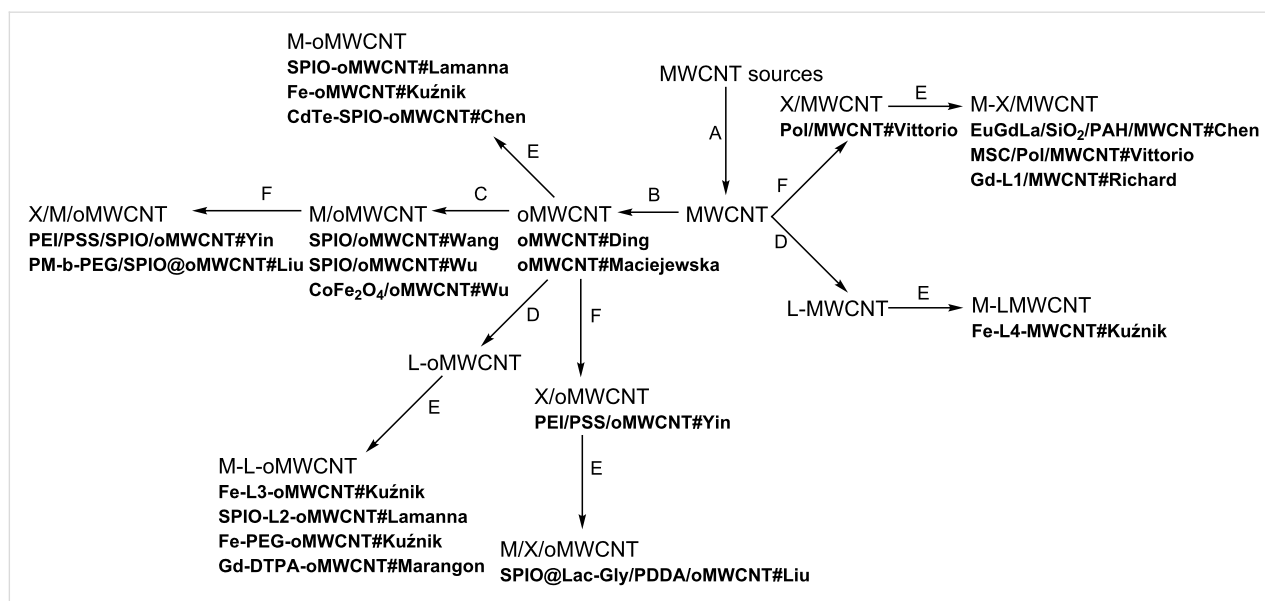 M-oMWCNT
SPIO-oMWCNT#Lamanna
Fe-oMWCNT#Kuźnik
CdTe-SPIO-oMWCNT#Chen
MWCNT sources
A
E
X/MWCNT
Pol/MWCNT#Vittorio
E
M-X/MWCNT
EuGdLa/SiO₂/PAH/MWCNT#Chen
MSC/Pol/MWCNT#Vittorio
Gd-L1/MWCNT#Richard
F
X/M/oMWCNT
PEI/PSS/SPIO/oMWCNT#Yin
PM-b-PEG/SPIO@oMWCNT#Liu
F
M/oMWCNT
SPIO/oMWCNT#Wang
SPIO/oMWCNT#Wu
CoFe₂O₄/oMWCNT#Wu
C
oMWCNT
oMWCNT#Ding
oMWCNT#Maciejewska
B
MWCNT
D
L-MWCNT
E
M-LMWCNT
Fe-L4-MWCNT#Kuźnik
D
F
L-oMWCNT
E
X/oMWCNT
PEI/PSS/oMWCNT#Yin
E
M-L-oMWCNT
Fe-L3-oMWCNT#Kuźnik
SPIO-L2-oMWCNT#Lamanna
Fe-PEG-oMWCNT#Kuźnik
Gd-DTPA-oMWCNT#Marangon
M/X/oMWCNT
SPIO@Lac-Gly/PDDA/oMWCNT#Liu